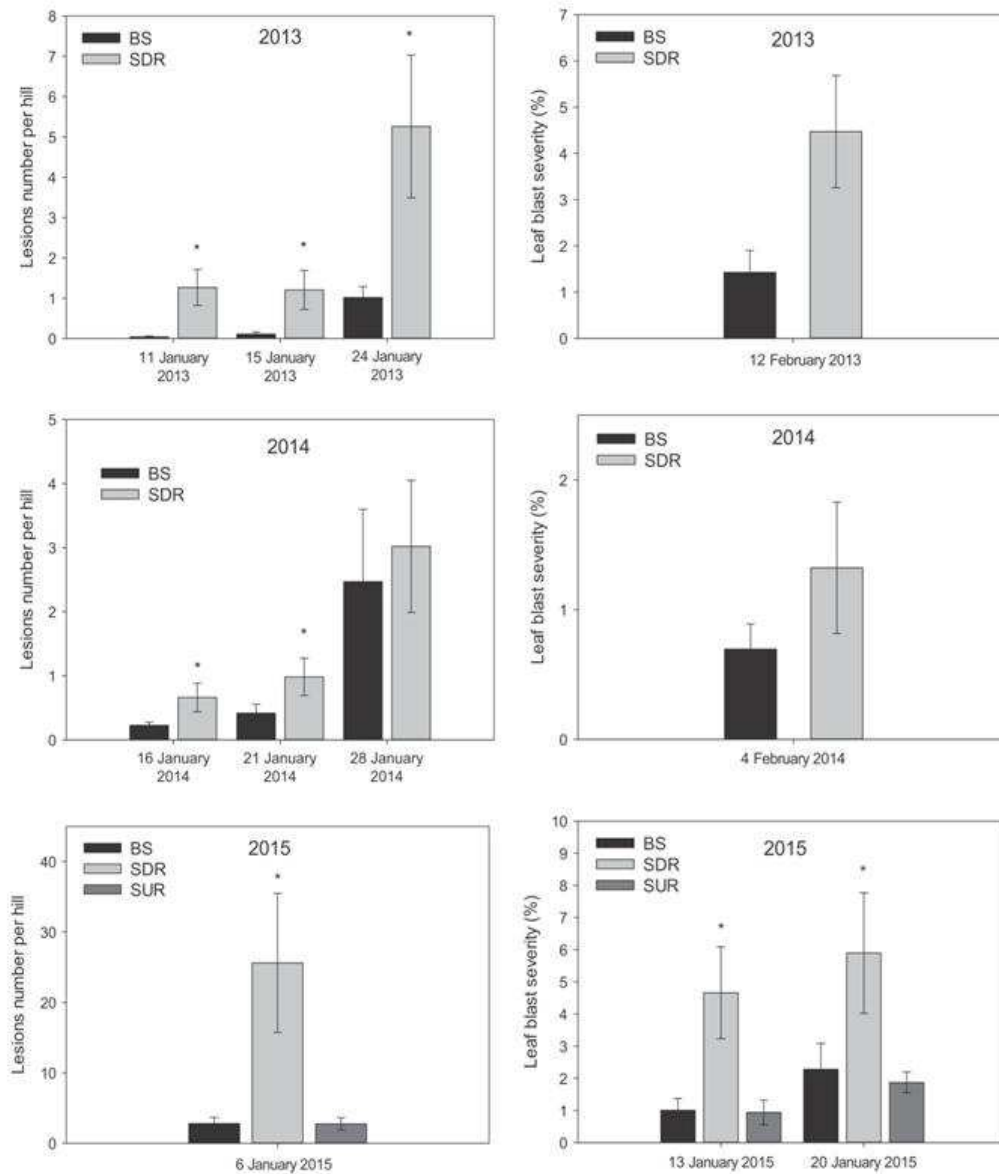 2013
BS
SDR
Lesions number per hill
8
7
6
5
4
3
2
1
0
*
*
*
11 January
2013
15 January
2013
24 January
2013
2013
BS
SDR
Leaf blast severity (%)
7
6
5
4
3
2
1
0
12 February 2013
2014
BS
SDR
Lesions number per hill
5
4
3
2
1
0
*
*
16 January
2014
21 January
2014
28 January
2014
2014
BS
SDR
Leaf blast severity (%)
2
1
0
4 February 2014
2015
BS
SDR
SUR
Lesions number per hill
40
30
20
10
0
*
6 January 2015
2015
BS
SDR
SUR
Leaf blast severity (%)
10
9
8
7
6
5
4
3
2
1
0
*
*
13 January 2015
20 January 2015